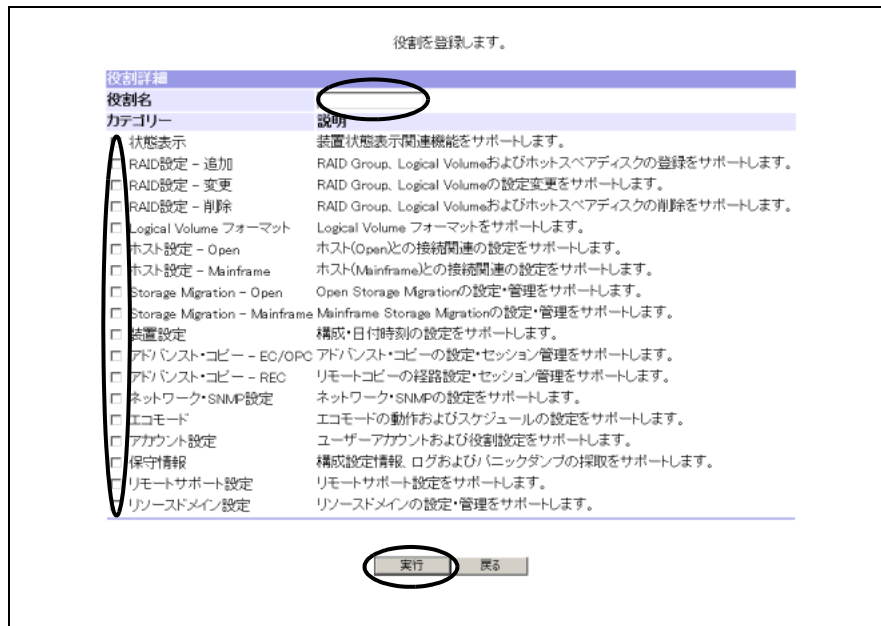 役割を登録します。
役割詳細
役割名
カテゴリー 説明
状態表示 装置状態表示関連機能をサポートします。
RAID設定 - 追加 RAID Group、Logical Volumeおよびホットスペアディスクの登録をサポートします。
RAID設定 - 変更 RAID Group、Logical Volumeの設定変更をサポートします。
RAID設定 - 削除 RAID Group、Logical Volumeおよびホットスペアディスクの削除をサポートします。
Logical Volume フォーマット Logical Volume フォーマットをサポートします。
ホスト設定 - Open ホスト(Open)との接続関連の設定をサポートします。
ホスト設定 - Mainframe ホスト(Mainframe)との接続関連の設定をサポートします。
Storage Migration - Open Open Storage Migrationの設定・管理をサポートします。
Storage Migration - Mainframe Mainframe Storage Migrationの設定・管理をサポートします。
装置設定 構成・日付時刻の設定をサポートします。
アドバンスト・コピー - EC/OPC アドバンスト・コピーの設定・セッション管理をサポートします。
アドバンスト・コピー - REC リモートコピーの経路設定・セッション管理をサポートします。
ネットワーク・SNMP設定 ネットワーク・SNMPの設定をサポートします。
エコモード エコモードの動作およびスケジュールの設定をサポートします。
アカウント設定 ユーザーアカウントおよび役割設定をサポートします。
保守情報 構成設定情報、ログおよびパニックダンプの採取をサポートします。
リモートサポート設定 リモートサポート設定をサポートします。
リソースドメイン設定 リソースドメインの設定・管理をサポートします。
実行 戻る